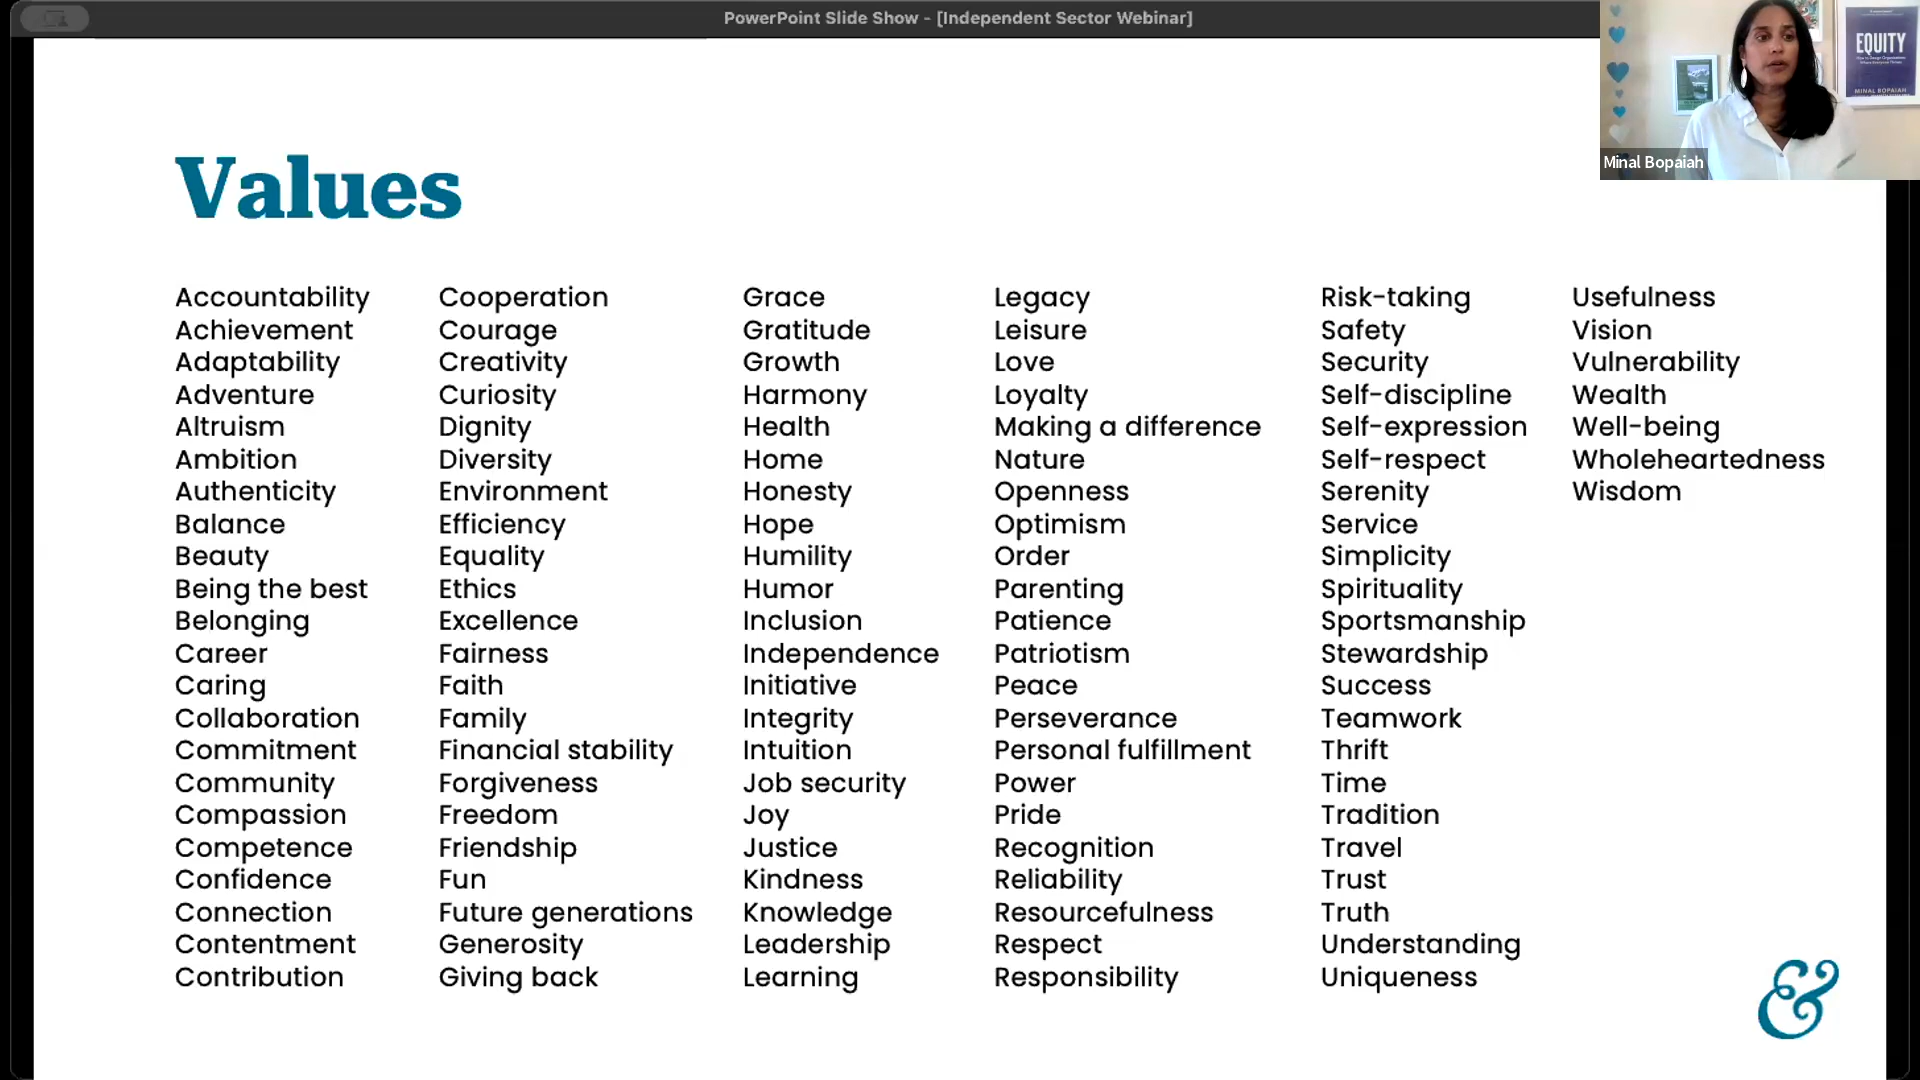 PowerPoint Slide Show - [Independent Sector Webinar]
EQUITY
MINAL BOPAIAH
Minal Bopaiah
Values
Accountability
Achievement
Adaptability
Adventure
Altruism
Ambition
Authenticity
Balance
Beauty
Being the best
Belonging
Career
Caring
Collaboration
Commitment
Community
Compassion
Competence
Confidence
Connection
Contentment
Contribution
Cooperation
Courage
Creativity
Curiosity
Dignity
Diversity
Environment
Efficiency
Equality
Ethics
Excellence
Fairness
Faith
Family
Financial stability
Forgiveness
Freedom
Friendship
Fun
Future generations
Generosity
Giving back
Grace
Gratitude
Growth
Harmony
Health
Home
Honesty
Hope
Humility
Humor
Inclusion
Independence
Initiative
Integrity
Intuition
Job security
Joy
Justice
Kindness
Knowledge
Leadership
Learning
Legacy
Leisure
Love
Loyalty
Making a difference
Nature
Openness
Optimism
Order
Parenting
Patience
Patriotism
Peace
Perseverance
Personal fulfillment
Power
Pride
Recognition
Reliability
Resourcefulness
Respect
Responsibility
Risk-taking
Safety
Security
Self-discipline
Self-expression
Self-respect
Serenity
Service
Simplicity
Spirituality
Sportsmanship
Stewardship
Success
Teamwork
Thrift
Time
Tradition
Travel
Trust
Truth
Understanding
Uniqueness
Usefulness
Vision
Vulnerability
Wealth
Well-being
Wholeheartedness
Wisdom
&